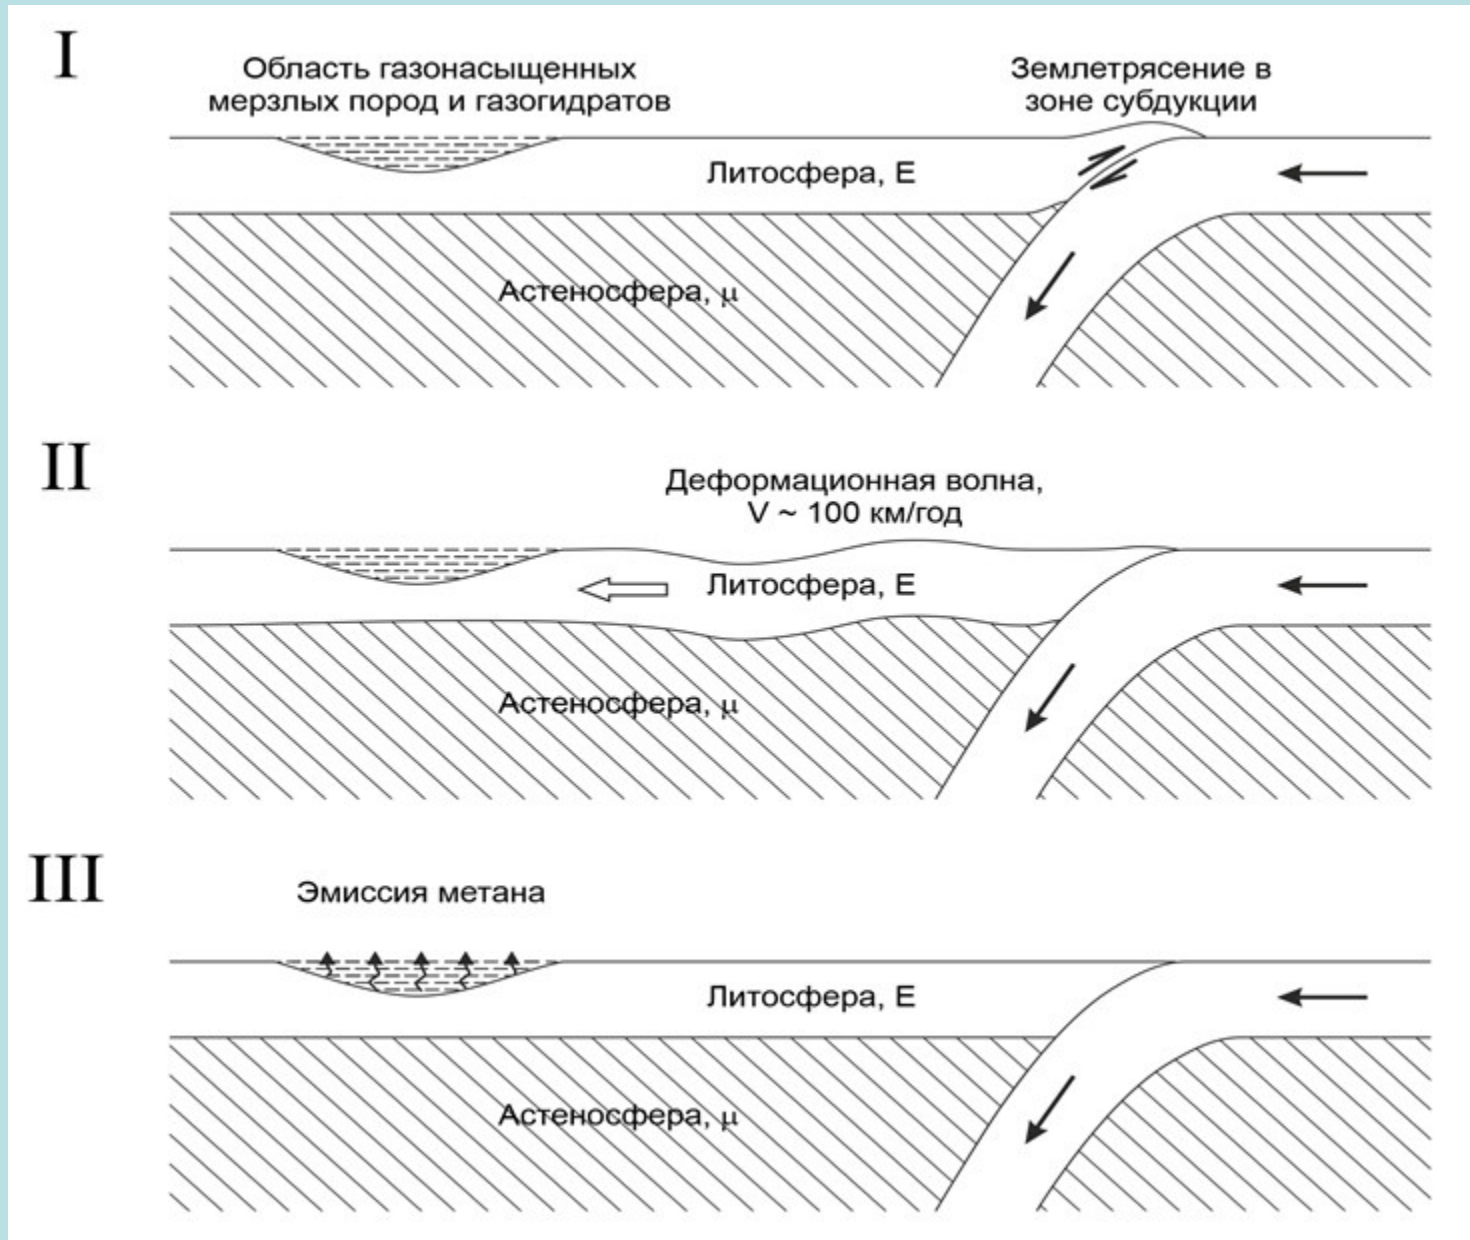 I
Область газонасыщенных
мерзлых пород и газогидратов
Землетрясение в
зоне субдукции
Литосфера, E
Астеносфера, μ
II
Деформационная волна,
V ~ 100 км/год
Литосфера, E
Астеносфера, μ
III
Эмиссия метана
Литосфера, E
Астеносфера, μ